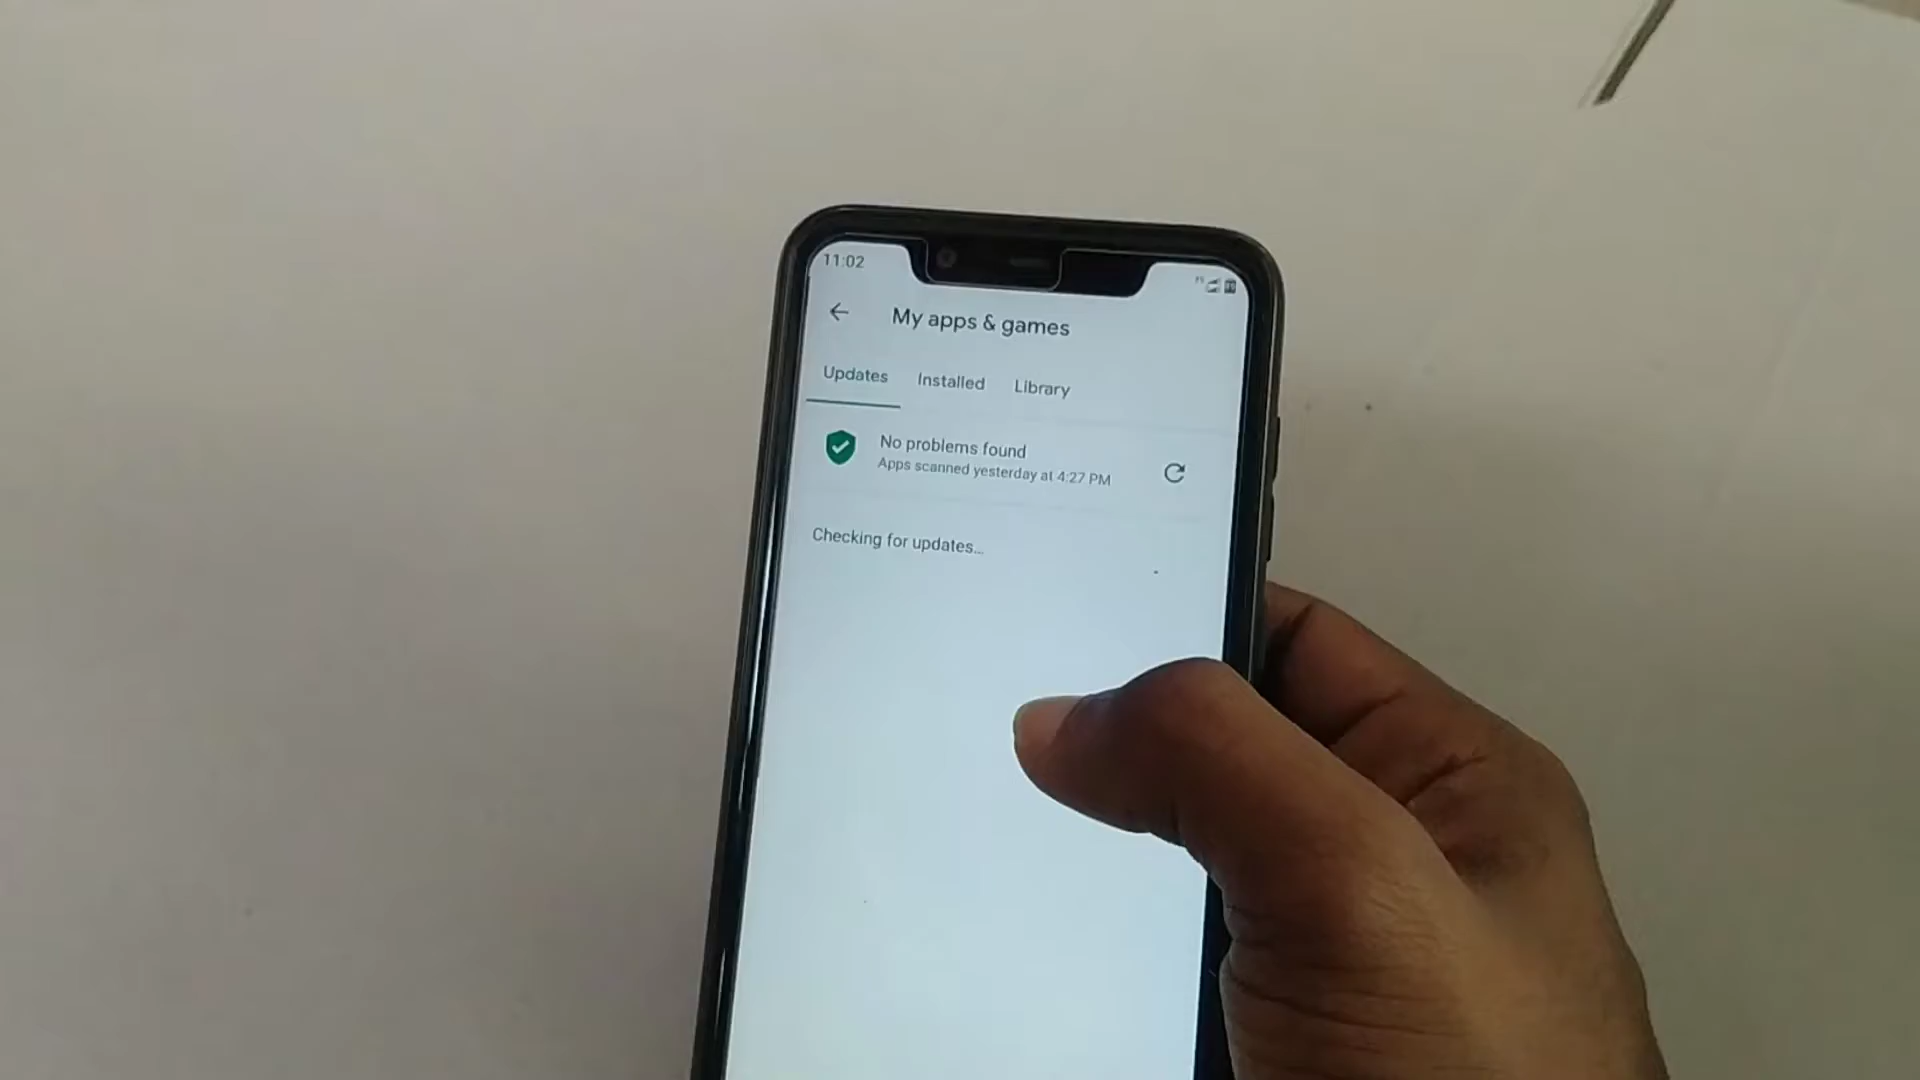 11:02
My apps & games
Updates Installed Library
No problems found
Apps scanned yesterday at 4:27 PM
Checking for updates...